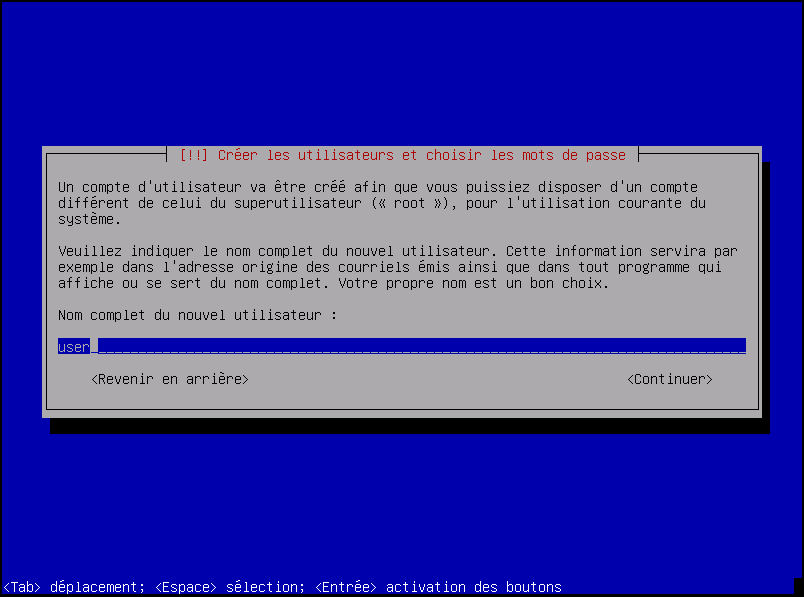 [!!] Créer les utilisateurs et choisir les mots de passe
Un compte d'utilisateur va être créé afin que vous puissiez disposer d'un compte
différent de celui du superutilisateur (« root »), pour l'utilisation courante du
système.
Veuillez indiquer le nom complet du nouvel utilisateur. Cette information servira par
exemple dans l'adresse origine des courriels émis ainsi que dans tout programme qui
affiche ou se sert du nom complet. Votre propre nom est un bon choix.
Nom complet du nouvel utilisateur :
user
<Revenir en arrière> <Continuer>
<Tab> déplacement; <Espace> sélection; <Entrée> activation des boutons